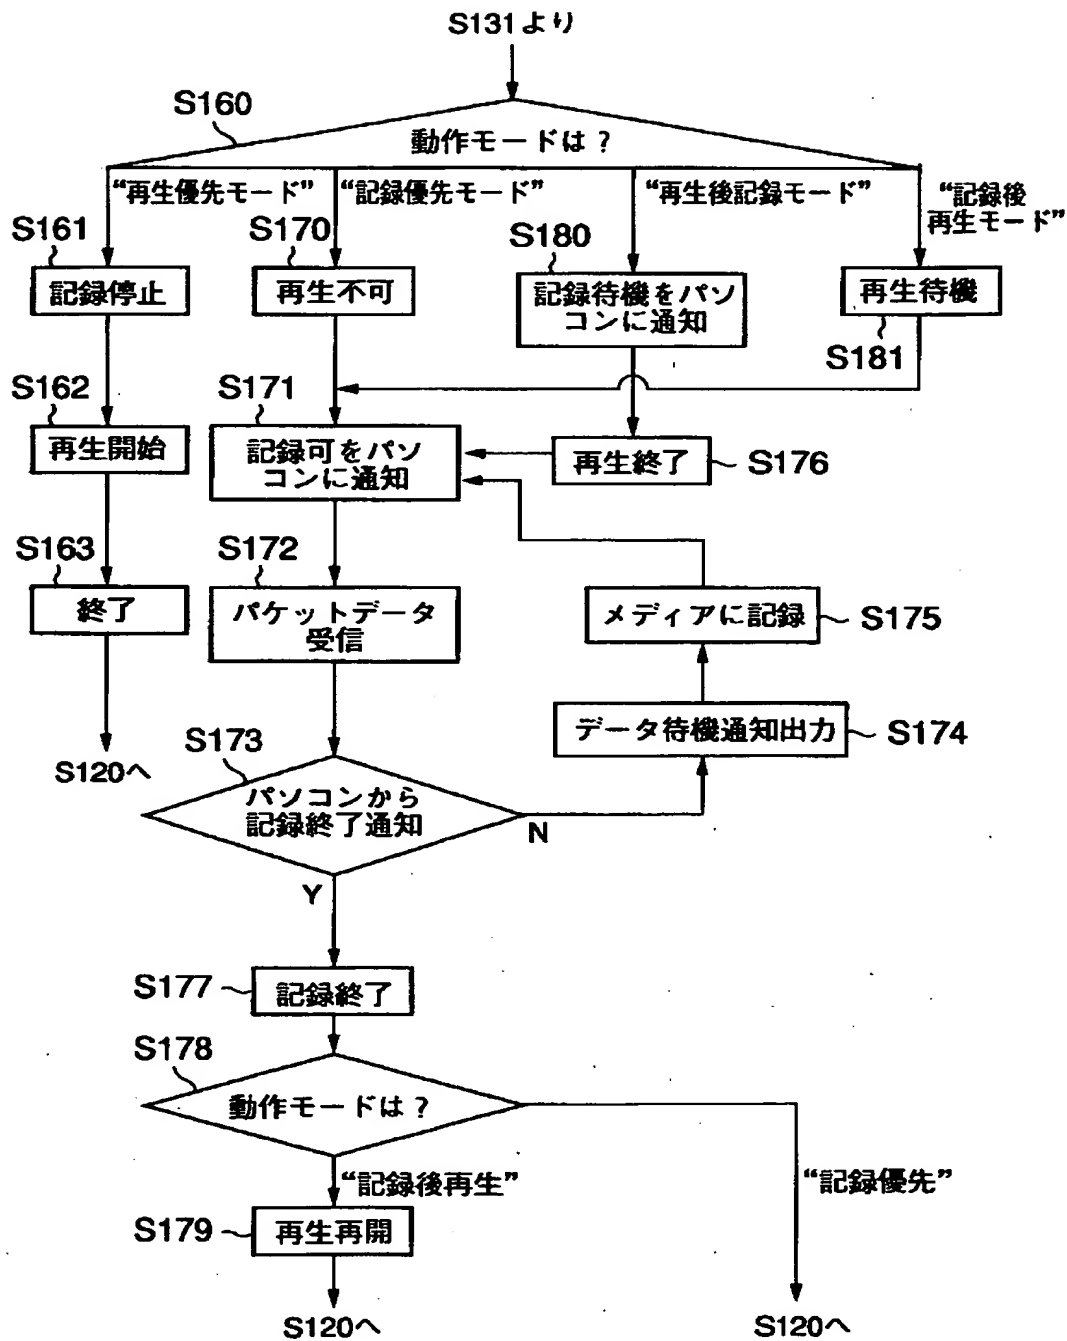 S131より
S160
動作モードは？
“再生優先モード”
“記録優先モード”
“再生後記録モード”
“記録後
再生モード”
S161
記録停止
S170
再生不可
S180
記録待機をパソ
コンに通知
再生待機
S181
S162
再生開始
S171
記録可をパソ
コンに通知
再生終了
S176
S163
終了
S172
パケットデータ
受信
メディアに記録
S175
データ待機通知出力
S174
S120へ
S173
パソコンから
記録終了通知
N
Y
S177
記録終了
S178
動作モードは？
“記録後再生”
“記録優先”
S179
再生再開
S120へ
S120へ